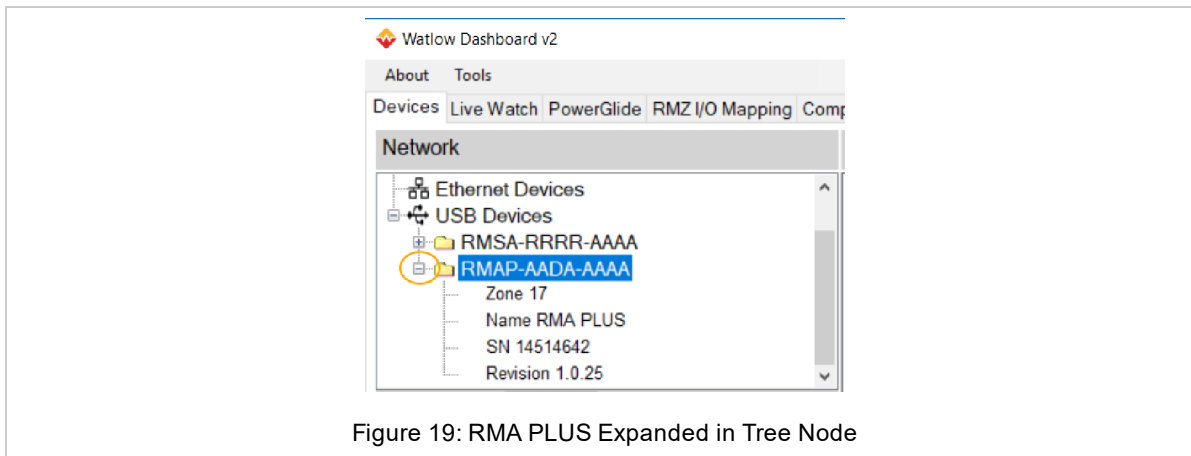 Watlow Dashboard v2
About Tools
Devices Live Watch PowerGlide RMZ I/O Mapping
Network
Ethernet Devices
USB Devices
RMSA-RRRR-AAAA
RMAP-AADA-AAAA
Zone 17
Name RMA PLUS
SN 14514642
Revision 1.0.25
Figure 19: RMA PLUS Expanded in Tree Node